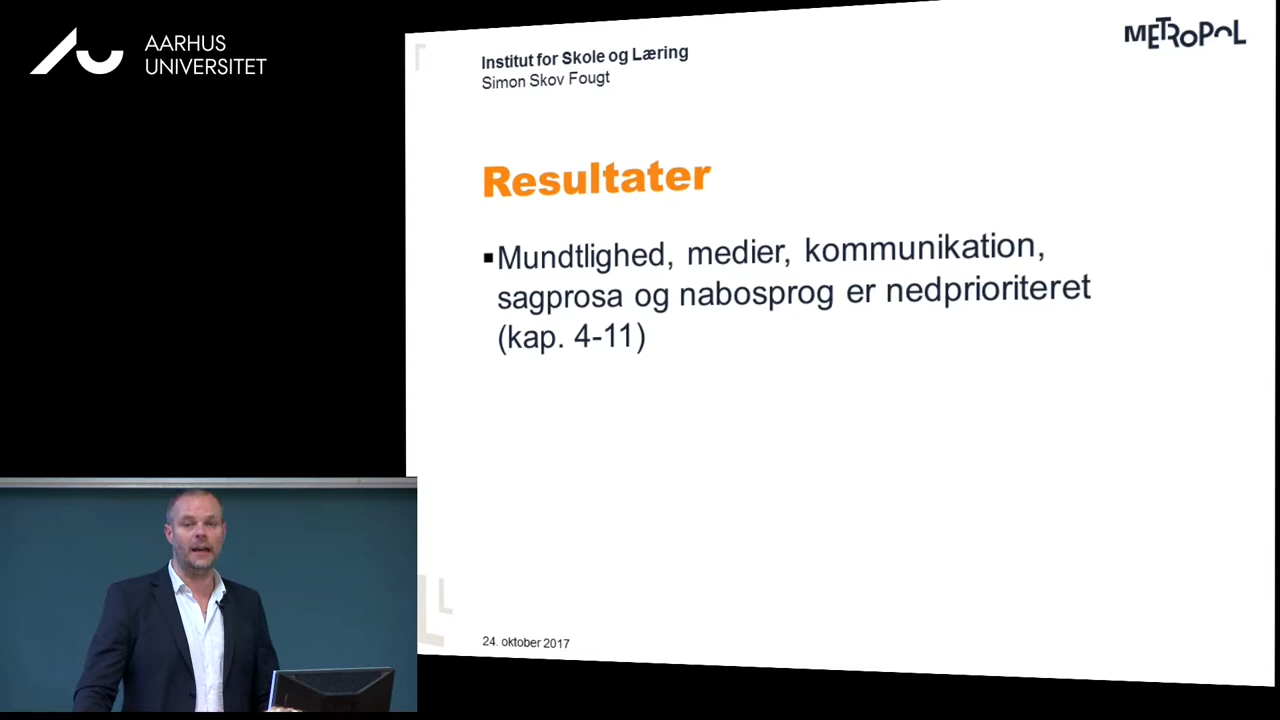 AARHUS
UNIVERSITET
METROPOL
Institut for Skole og Læring
Simon Skov Fougt
Resultater
▪Mundtlighed, medier, kommunikation,
sagprosa og nabosprog er nedprioriteret
(kap. 4-11)
24. oktober 2017